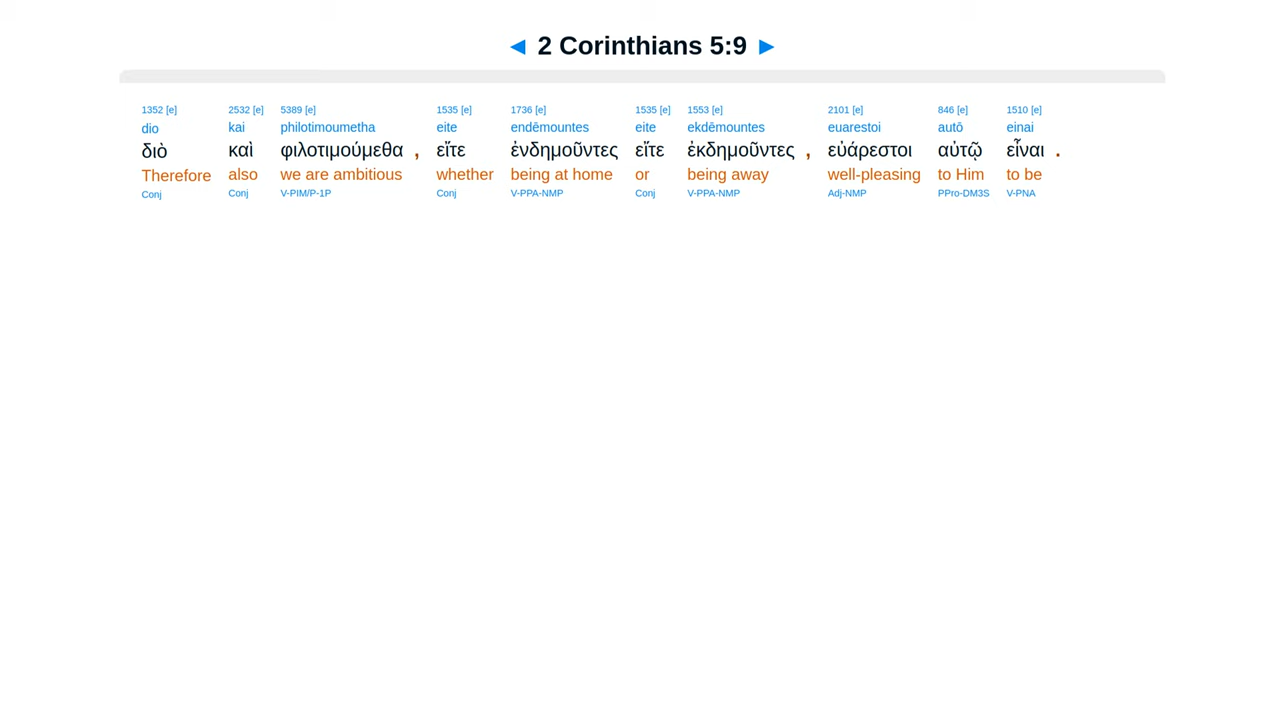 ◄ 2 Corinthians 5:9 ►
1352 [e] 2532 [e] 5389 [e] 1535 [e] 1736 [e] 1535 [e] 1553 [e] 2101 [e] 846 [e] 1510 [e]
dio kai philotimoumetha eite endēmountes eite ekdēmountes euarestoi autō einai
διὸ καὶ φιλοτιμούμεθα , εἴτε ἐνδημοῦντες εἴτε ἐκδημοῦντες , εὐάρεστοι αὐτῷ εἶναι .
Therefore also we are ambitious whether being at home or being away well-pleasing to Him to be
Conj Conj V-PIM/P-1P Conj V-PPA-NMP Conj V-PPA-NMP Adj-NMP PPro-DM3S V-PNA